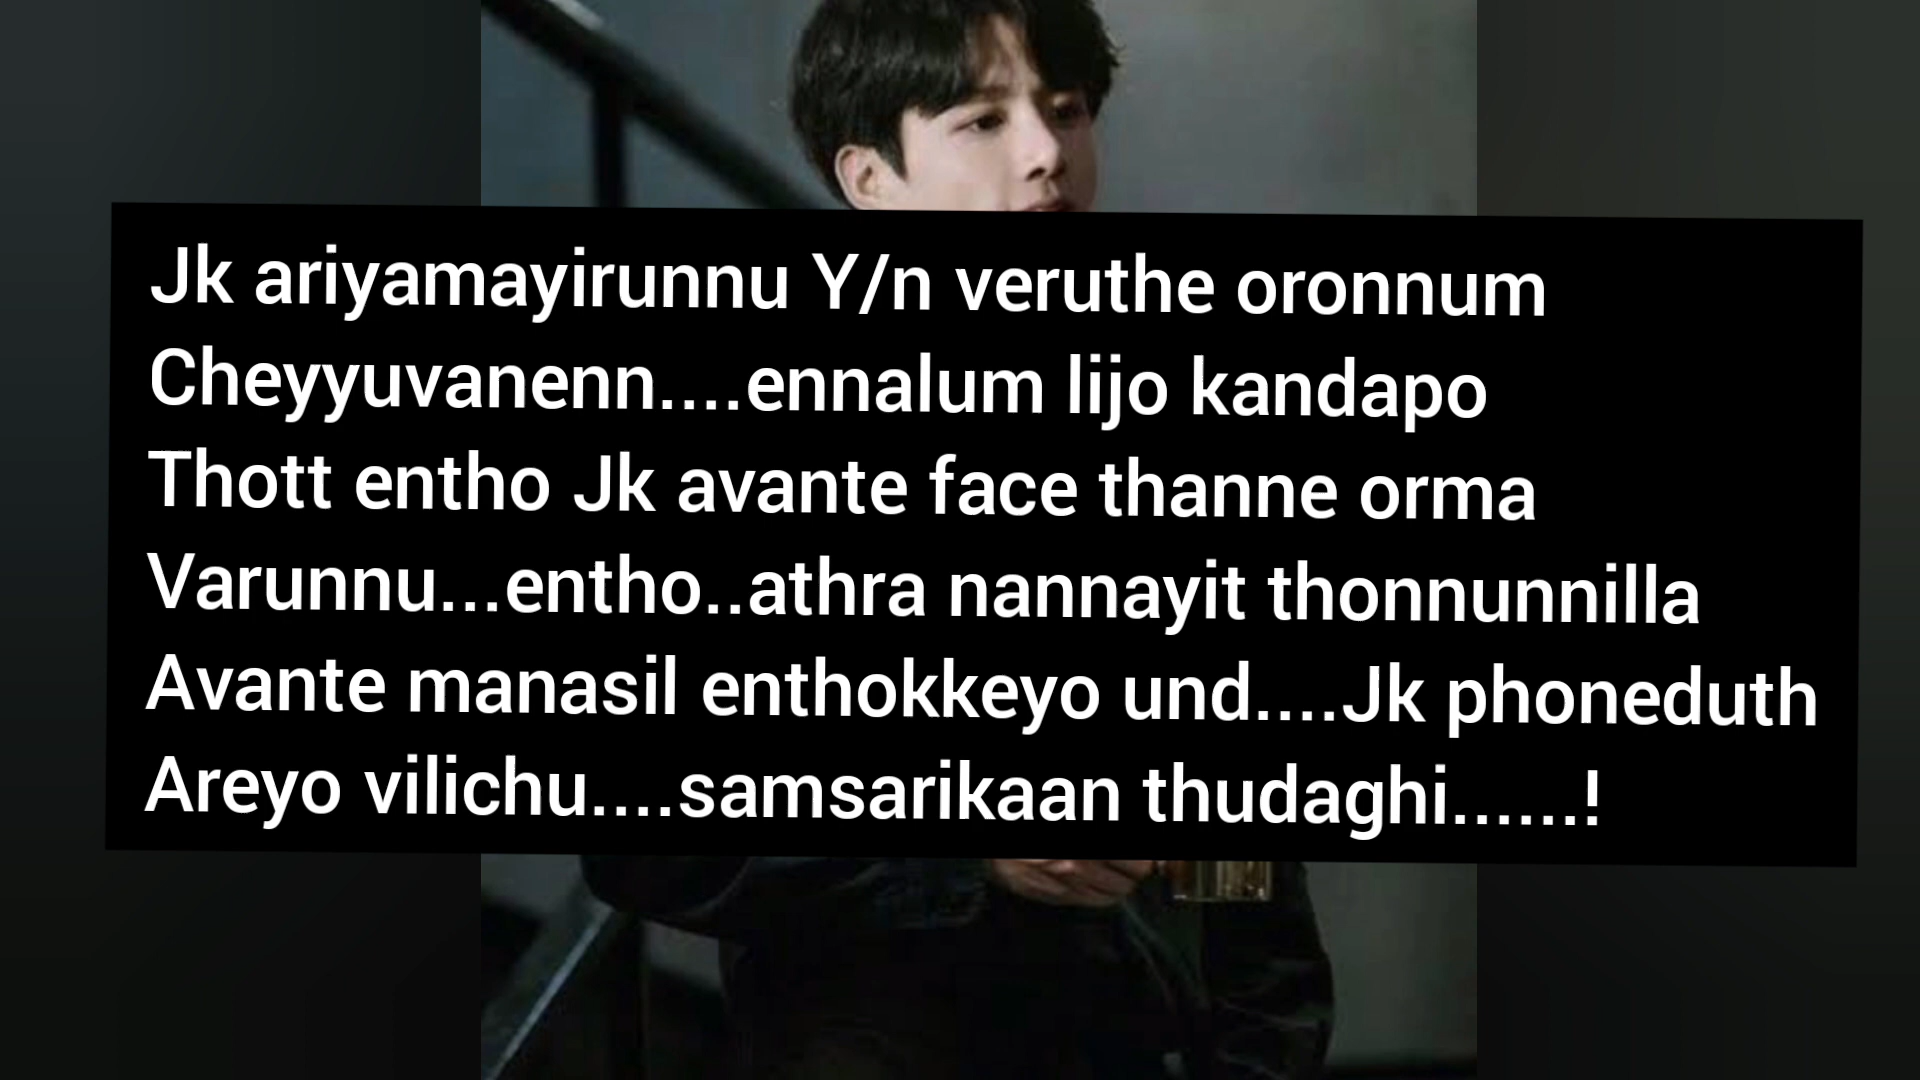 Jk ariyamayirunnu Y/n veruthe oronnum
Cheyyuvanenn....ennalum lijo kandapo
Thott entho Jk avante face thanne orma
Varunnu...entho..athra nannayit thonnunnilla
Avante manasil enthokkeyo und....Jk phoneduth
Areyo vilichu....samsarikaan thudaghi......!